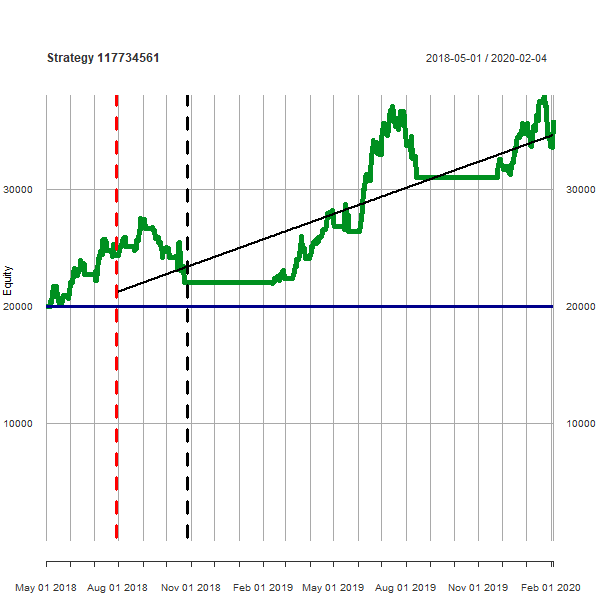 Strategy 117734561
2018-05-01 / 2020-02-04
30000
30000
Equity
20000
20000
10000
10000
May 01 2018
Aug 01 2018
Nov 01 2018
Feb 01 2019
May 01 2019
Aug 01 2019
Nov 01 2019
Feb 01 2020